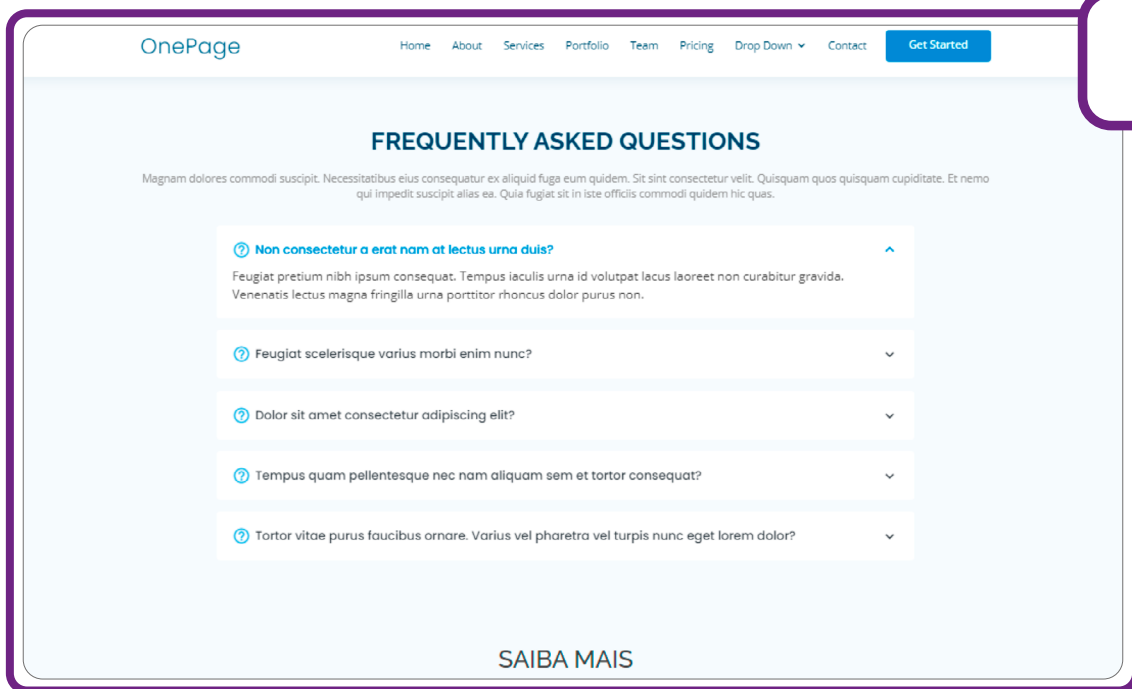 OnePage
Home About Services Portfolio Team Pricing Drop Down Contact Get Started
FREQUENTLY ASKED QUESTIONS
Magnam dolores commodi suscipit. Necessitatibus eius consequatur ex aliquid fuga eum quidem. Sit sint consectetur velit. Quisquam quos quisquam cupiditate. Et nemo
qui impedit suscipit alias ea. Quia fugiat sit in iste officiis commodi quidem hic quas.
Non consectetur a erat nam at lectus urna duis?
Feugiat pretium nibh ipsum consequat. Tempus iaculis urna id volutpat lacus laoreet non curabitur gravida.
Venenatis lectus magna fringilla urna porttitor rhoncus dolor purus non.
Feugiat scelerisque varius morbi enim nunc?
Dolor sit amet consectetur adipiscing elit?
Tempus quam pellentesque nec nam aliquam sem et tortor consequat?
Tortor vitae purus faucibus ornare. Varius vel pharetra vel turpis nunc eget lorem dolor?
SAIBA MAIS